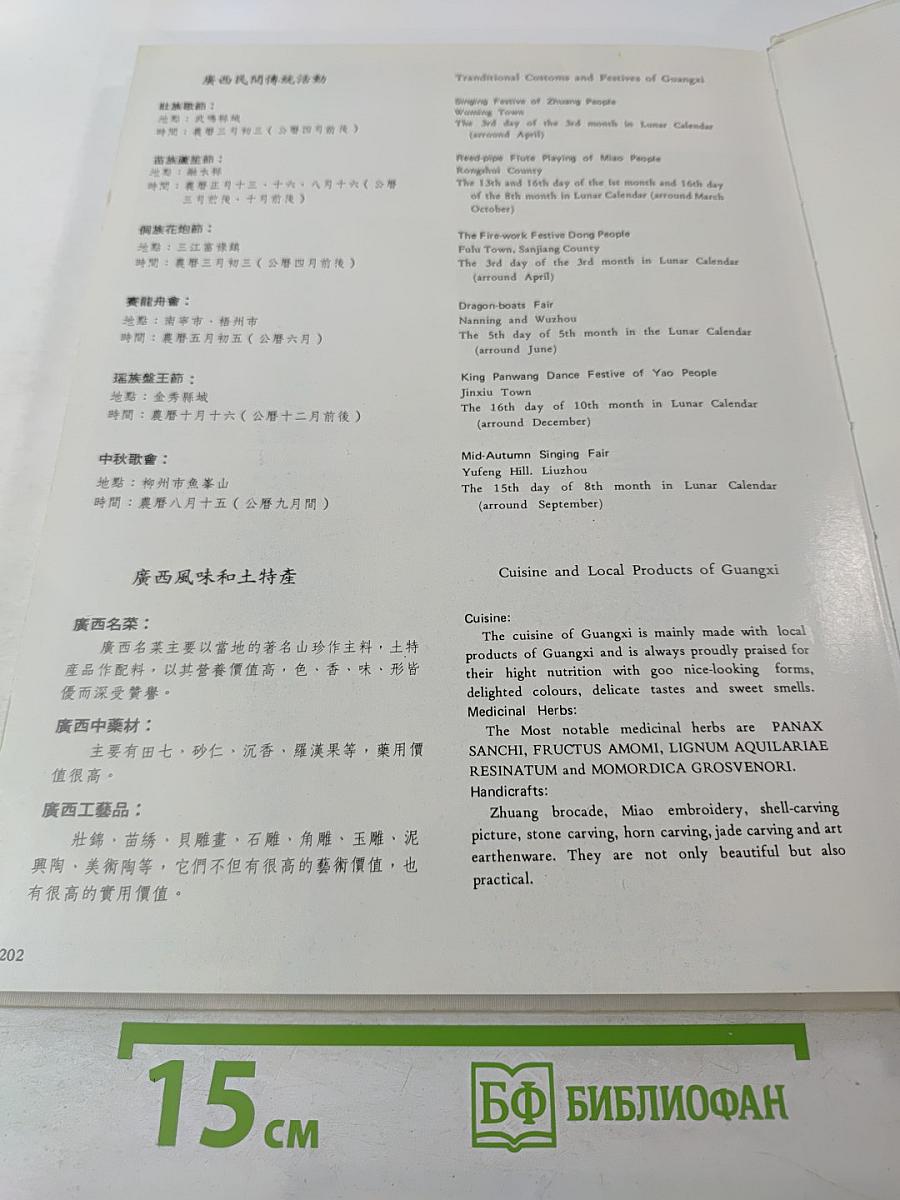 廣西民間傳統活動
壯族歌節：
地點：武鳴縣城
時間：農曆三月初三（公曆四月前後）
苗族蘆笙節：
地點：融水縣
時間：農曆正月十三、十六、八月十六（公曆
三月前後、十月前後）
侗族花炮節：
地點：三江富祿鎮
時間：農曆三月初三（公曆四月前後）
賽龍舟會：
地點：南寧市、梧州市
時間：農曆五月初五（公曆六月）
瑶族盤王節：
地點：金秀縣城
時間：農曆十月十六（公曆十二月前後）
中秋歌會：
地點：柳州市魚峯山
時間：農曆八月十五（公曆九月間）
廣西風味和土特產
廣西名菜：
廣西名菜主要以當地的著名山珍作主料，土特
產品作配料，以其營養價值高，色、香、味、形皆
優而深受贊譽。
廣西中藥材：
主要有田七、砂仁、沉香、羅漢果等，藥用價
值很高。
廣西工藝品：
壯錦、苗綉、貝雕畫、石雕、角雕、玉雕、泥
興陶、美術陶等，它們不但有很高的藝術價值，也
有很高的實用價值。
202
Tranditional Costoms and Festives of Guangxi
Singing Festive of Zhuang People
Wuming Town
The 3rd day of the 3rd month in Lunar Calendar
(arround April)
Reed-pipe Flute Playing of Miao People
Rongshui County
The 13th and 16th day of the 1st month and 16th day
of the 8th month in Lunar Calendar (arround March
October)
The Fire-work Festive Dong People
Fulu Town, Sanjiang County
The 3rd day of the 3rd month in Lunar Calendar
(arround April)
Dragon-boats Fair
Nanning and Wuzhou
The 5th day of 5th month in the Lunar Calendar
(arround June)
King Panwang Dance Festive of Yao People
Jinxiu Town
The 16th day of 10th month in Lunar Calendar
(arround December)
Mid-Autumn Singing Fair
Yufeng Hill. Liuzhou
The 15th day of 8th month in Lunar Calendar
(arround September)
Cuisine and Local Products of Guangxi
Cuisine:
The cuisine of Guangxi is mainly made with local
products of Guangxi and is always proudly praised for
their hight nutrition with goo nice-looking forms,
delighted colours, delicate tastes and sweet smells.
Medicinal Herbs:
The Most notable medicinal herbs are PANAX
SANCHI, FRUCTUS AMOMI, LIGNUM AQUILARIAE
RESINATUM and MOMORDICA GROSVENORI.
Handicrafts:
Zhuang brocade, Miao embroidery, shell-carving
picture, stone carving, horn carving, jade carving and art
earthenware. They are not only beautiful but also
practical.
15 см
БФ БИБЛИОФАН